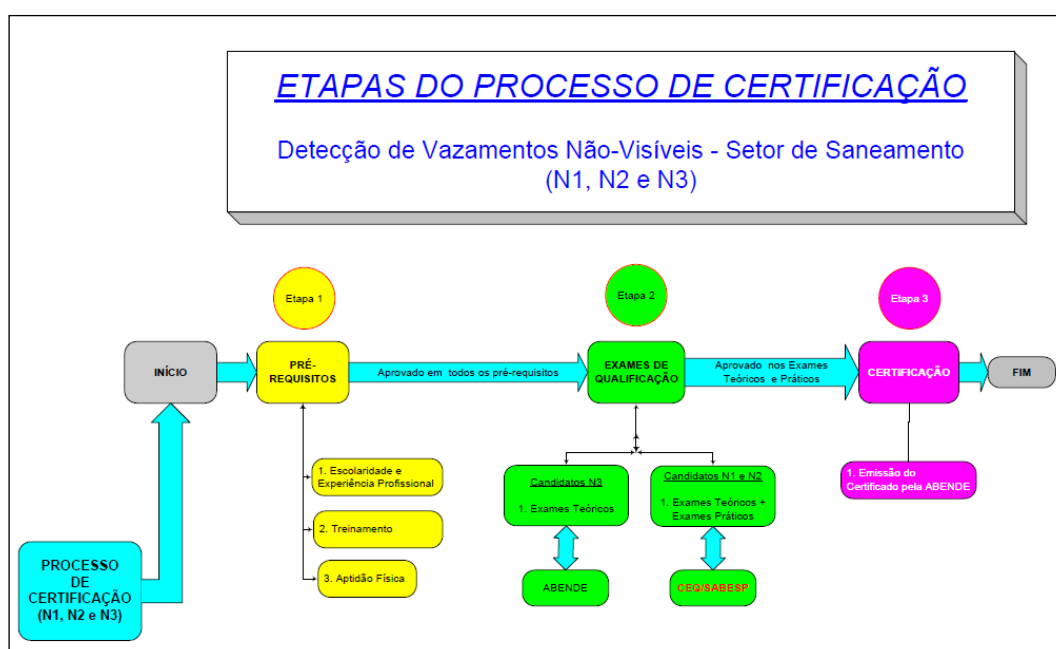 ETAPAS DO PROCESSO DE CERTIFICAÇÃO
Detecção de Vazamentos Não-Visíveis - Setor de Saneamento
(N1, N2 e N3)
Etapa 1
Etapa 2
Etapa 3
INÍCIO
PRÉ-
REQUISITOS
Aprovado em todos os pré-requisitos
EXAMES DE
QUALIFICAÇÃO
Aprovado nos Exames
Teóricos e Práticos
CERTIFICAÇÃO
FIM
1. Escolaridade e
Experiência Profissional
2. Treinamento
3. Aptidão Física
Candidatos N3
1. Exames Teóricos
Candidatos N1 e N2
1. Exames Teóricos +
Exames Práticos
1. Emissão do
Certificado pela ABENDE
ABENDE
CEQ/SABESP
PROCESSO
DE
CERTIFICAÇÃO
(N1, N2 e N3)